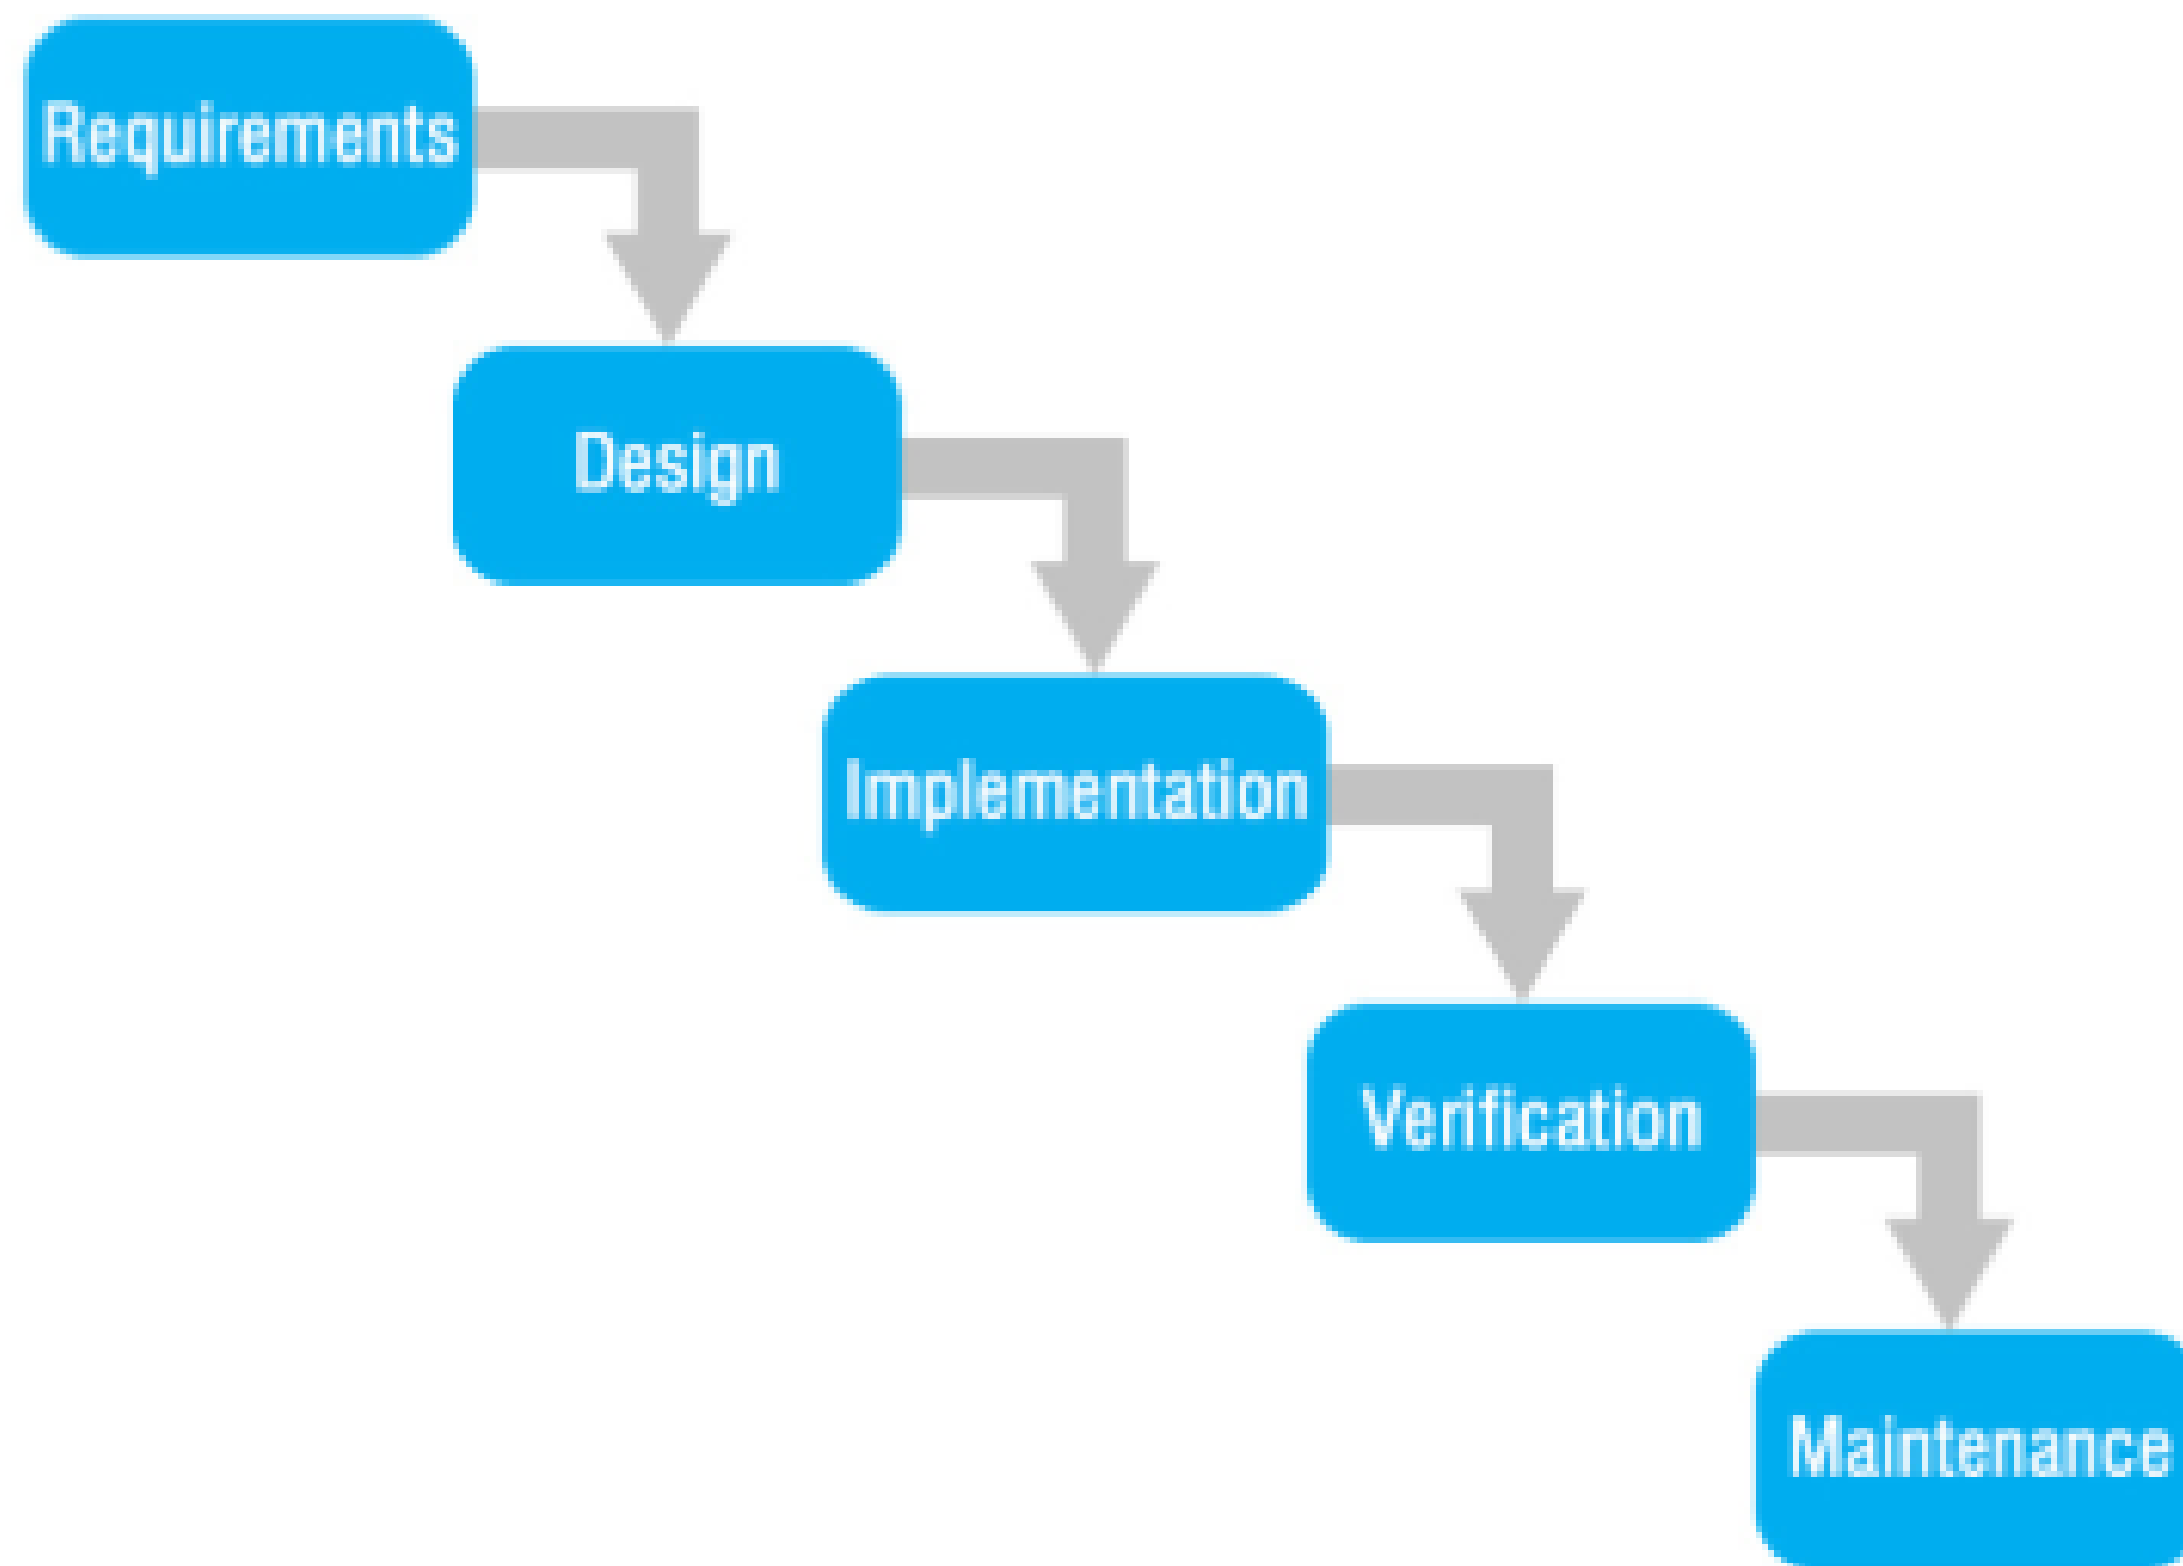 Requirements
Design
Implementation
Verification
Maintenance